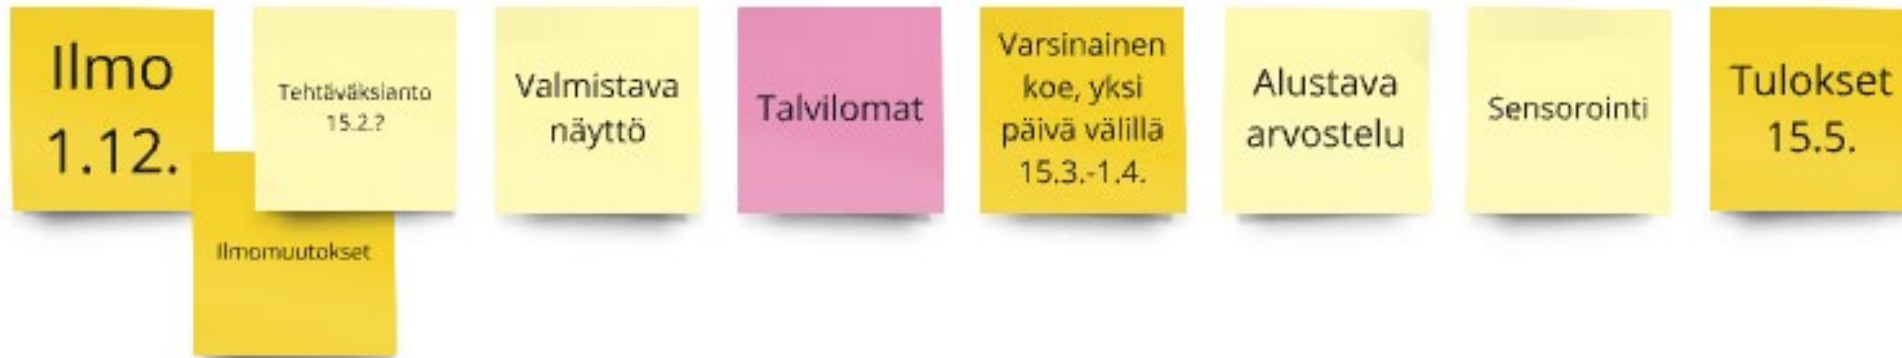 Ilmo
1.12.
Ilmomuutokset
Tehtäväksianto
15.2.?
Valmistava
näyttö
Talvilomat
Varsinainen
koe, yksi
päivä välillä
15.3.-1.4.
Alustava
arvostelu
Sensorointi
Tulokset
15.5.